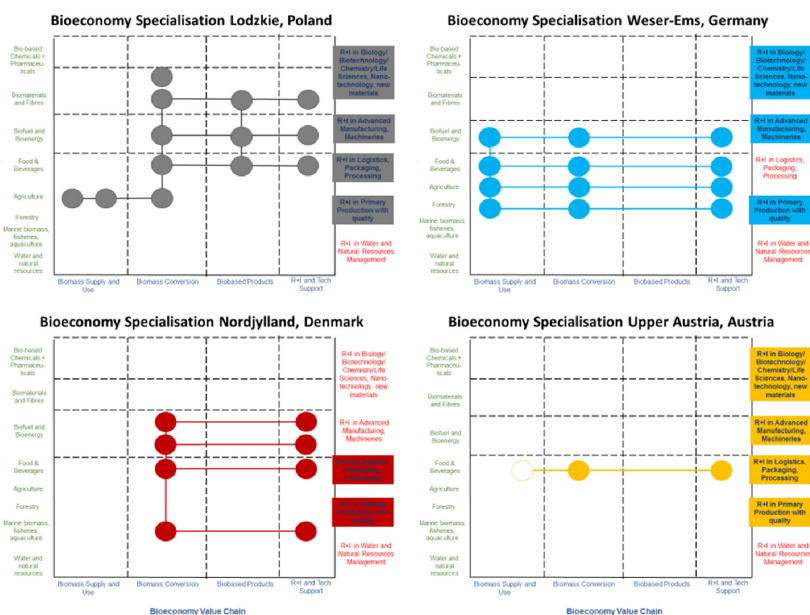 Bioeconomy Specialisation Lodzkie, Poland
Bio-based
Chemicals +
Pharmaceu-
ticals
Biomaterials
and Fibres
Biofuel and
Bioenergy
Food &
Beverages
Agriculture
Forestry
Marine biomass,
fisheries,
aquaculture
Water and
natural
resources
R+I in Biology/
Biotechnology/
Chemistry/Life
Sciences, Nano-
technology, new
materials
R+I in Advanced
Manufacturing,
Machineries
R+I in Logistics,
Packaging,
Processing
R+I in Primary
Production with
quality
R+I in Water and
Natural Resources
Management
Biomass Supply and
Use
Biomass Conversion
Biobased Products
R+I and Tech
Support
Bioeconomy Specialisation Weser-Ems, Germany
Bio-based
Chemicals +
Pharmaceu-
ticals
Biomaterials
and Fibres
Biofuel and
Bioenergy
Food &
Beverages
Agriculture
Forestry
Marine biomass,
fisheries,
aquaculture
Water and
natural
resources
R+I in Biology/
Biotechnology/
Chemistry/Life
Sciences, Nano-
technology, new
materials
R+I in Advanced
Manufacturing,
Machineries
R+I in Logistics,
Packaging,
Processing
R+I in Primary
Production with
quality
R+I in Water and
Natural Resources
Management
Biomass Supply and
Use
Biomass Conversion
Biobased Products
R+I and Tech
Support
Bioeconomy Specialisation Nordjylland, Denmark
Bio-based
Chemicals +
Pharmaceu-
ticals
Biomaterials
and Fibres
Biofuel and
Bioenergy
Food &
Beverages
Agriculture
Forestry
Marine biomass,
fisheries,
aquaculture
Water and
natural
resources
R+I in Biology/
Biotechnology/
Chemistry/Life
Sciences, Nano-
technology, new
materials
R+I in Advanced
Manufacturing,
Machineries
R+I in Logistics,
Packaging,
Processing
R+I in Primary
Production with
quality
R+I in Water and
Natural Resources
Management
Biomass Supply and
Use
Biomass Conversion
Biobased Products
R+I and Tech
Support
Bioeconomy Value Chain
Bioeconomy Specialisation Upper Austria, Austria
Bio-based
Chemicals +
Pharmaceu-
ticals
Biomaterials
and Fibres
Biofuel and
Bioenergy
Food &
Beverages
Agriculture
Forestry
Marine biomass,
fisheries,
aquaculture
Water and
natural
resources
R+I in Biology/
Biotechnology/
Chemistry/Life
Sciences, Nano-
technology, new
materials
R+I in Advanced
Manufacturing,
Machineries
R+I in Logistics,
Packaging,
Processing
R+I in Primary
Production with
quality
R+I in Water and
Natural Resources
Management
Biomass Supply and
Use
Biomass Conversion
Biobased Products
R+I and Tech
Support
Bioeconomy Value Chain